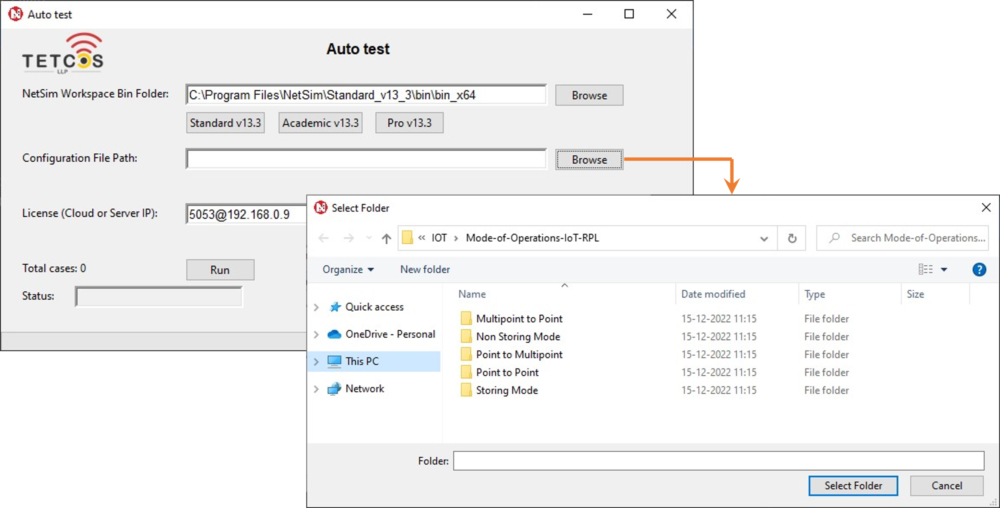 Auto test
Auto test
TETCOS
LLP
NetSim Workspace Bin Folder: C:\Program Files\NetSim\Standard_v13_3\bin\bin_x64 Browse
Standard v13.3 Academic v13.3 Pro v13.3
Configuration File Path: Browse
License (Cloud or Server IP): 5053@192.168.0.9
Total cases: 0 Run
Status:
Select Folder
« IOT › Mode-of-Operations-IoT-RPL Search Mode-of-Operations...
Organize New folder ?
Name Date modified Type Size
Quick access
OneDrive - Personal
This PC
Network
Multipoint to Point 15-12-2022 11:15 File folder
Non Storing Mode 15-12-2022 11:15 File folder
Point to Multipoint 15-12-2022 11:15 File folder
Point to Point 15-12-2022 11:15 File folder
Storing Mode 15-12-2022 11:15 File folder
Folder:
Select Folder Cancel